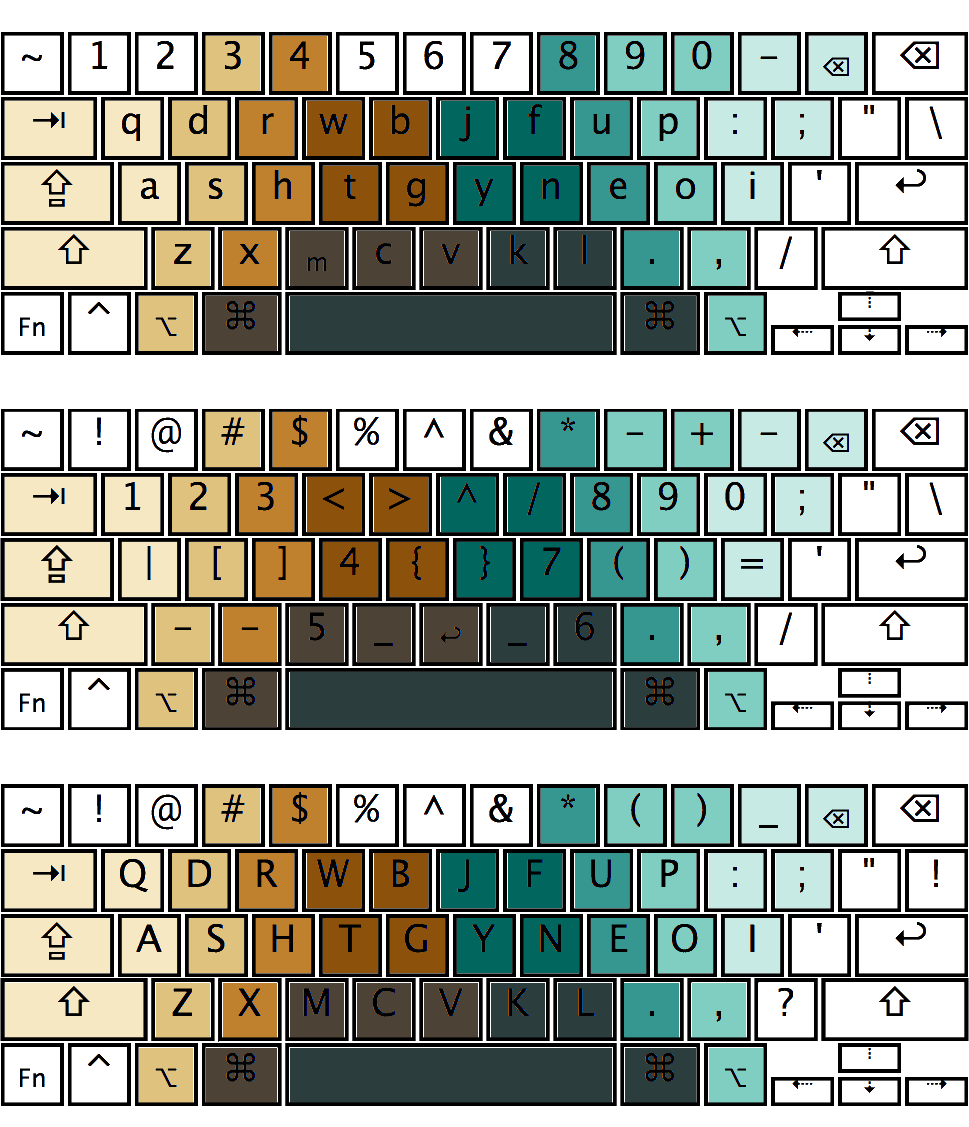 ~ 1 2 3 4 5 6 7 8 9 0 - ⌫ ⌫
⇥ q d r w b j f u p : ; " \
⇪ a s h t g y n e o i ' ↩
⇧ z x m c v k l . , / ⇧
Fn ^ ⌥ ⌘ ⌘ ⌥ ⇠ ⇡ ⇣ ⇢
~ ! @ # $ % ^ & * - + - ⌫ ⌫
⇥ 1 2 3 < > ^ / 8 9 0 ; " \
⇪ | [ ] 4 { } 7 ( ) = ' ↩
⇧ - - 5 _ ↩ _ 6 . , / ⇧
Fn ^ ⌥ ⌘ ⌘ ⌥ ⇠ ⇡ ⇣ ⇢
~ ! @ # $ % ^ & * ( ) _ ⌫ ⌫
⇥ Q D R W B J F U P : ; " !
⇪ A S H T G Y N E O I ' ↩
⇧ Z X M C V K L . , ? ⇧
Fn ^ ⌥ ⌘ ⌘ ⌥ ⇠ ⇡ ⇣ ⇢